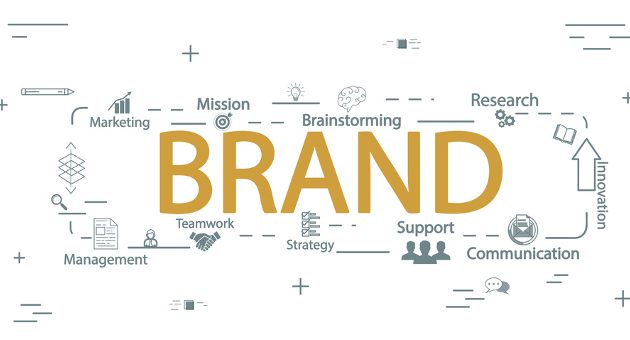 Mission
Research
Marketing
Brainstorming
BRAND
Innovation
Teamwork
Support
Strategy
Management
Communication